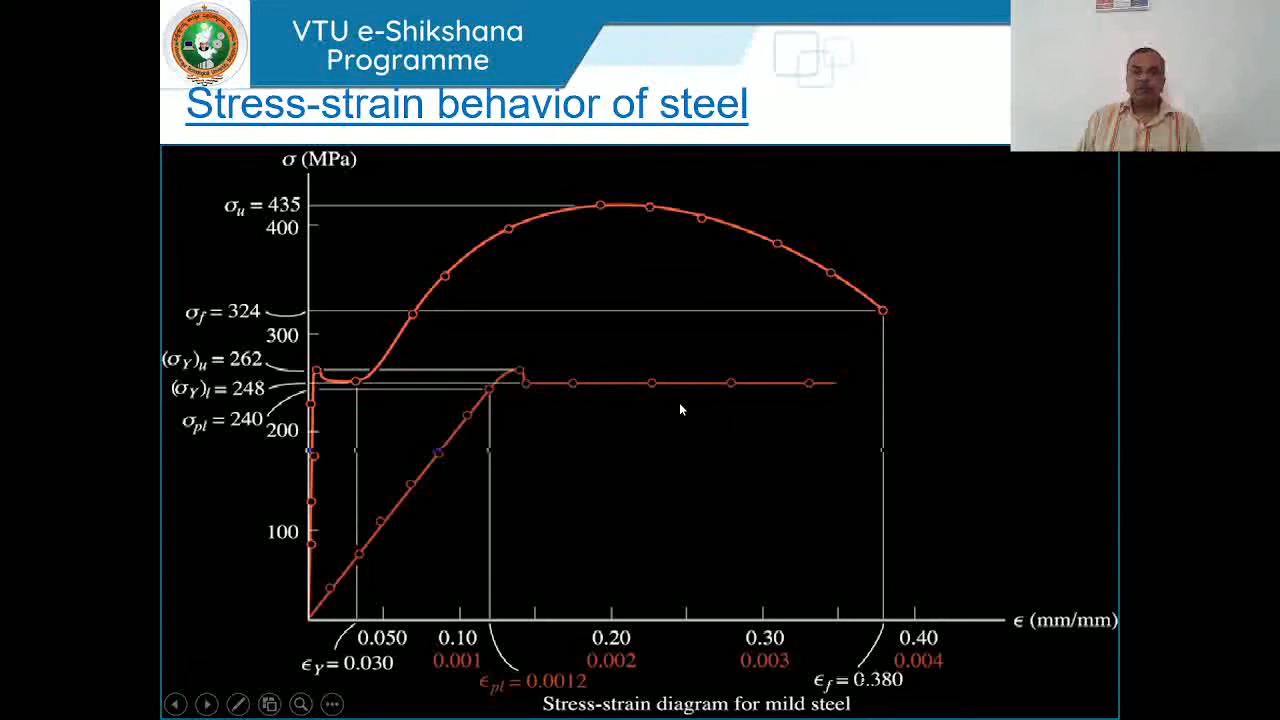 VTU e-Shikshana
Programme
Stress-strain behavior of steel
σ (MPa)
σu = 435
400
σf = 324
300
(σY)u = 262
(σY)l = 248
σpl = 240
200
100
ϵ (mm/mm)
0.050 0.10 0.20 0.30 0.40
0.001 0.002 0.003 0.004
ϵY = 0.030
ϵpl = 0.0012
ϵf = 0.380
Stress-strain diagram for mild steel